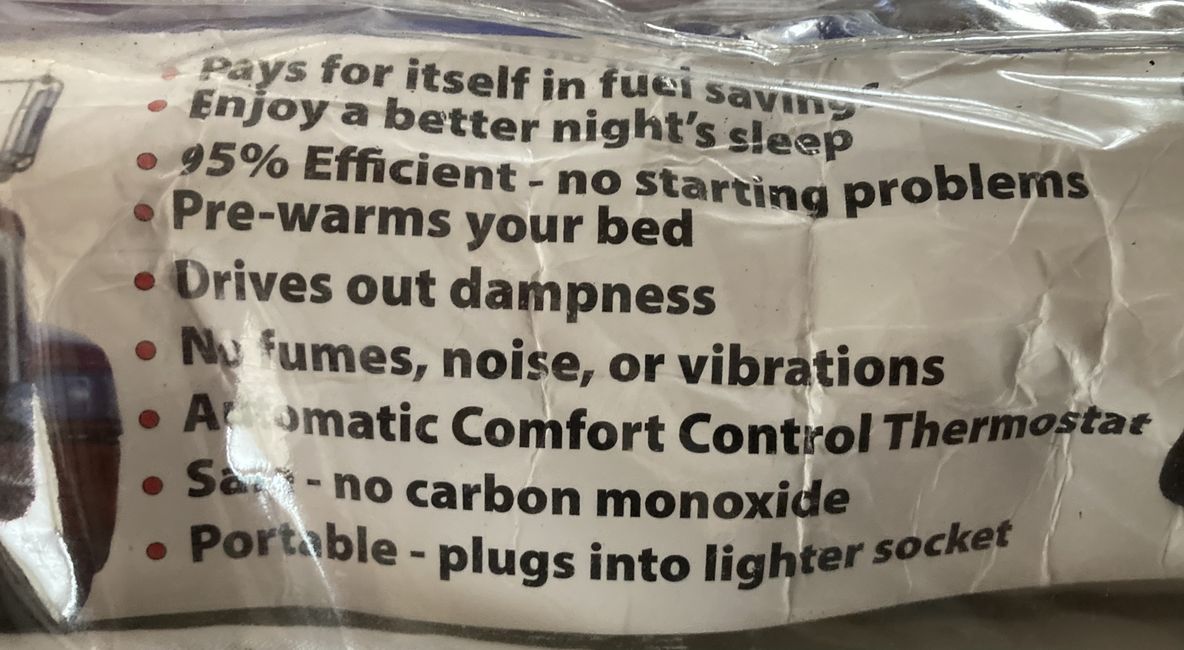 • Pays for itself in fuel savings
• Enjoy a better night's sleep
• 95% Efficient - no starting problems
• Pre-warms your bed
• Drives out dampness
• No fumes, noise, or vibrations
• Automatic Comfort Control Thermostat
• Safe - no carbon monoxide
• Portable - plugs into lighter socket